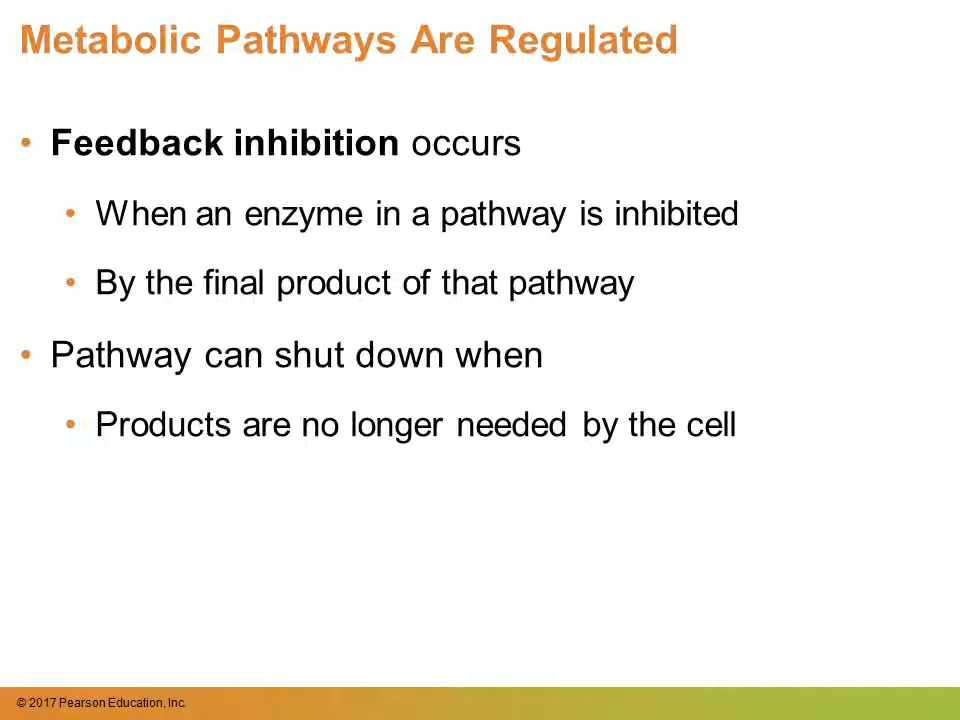 Metabolic Pathways Are Regulated
• Feedback inhibition occurs
• When an enzyme in a pathway is inhibited
• By the final product of that pathway
• Pathway can shut down when
• Products are no longer needed by the cell
© 2017 Pearson Education, Inc.